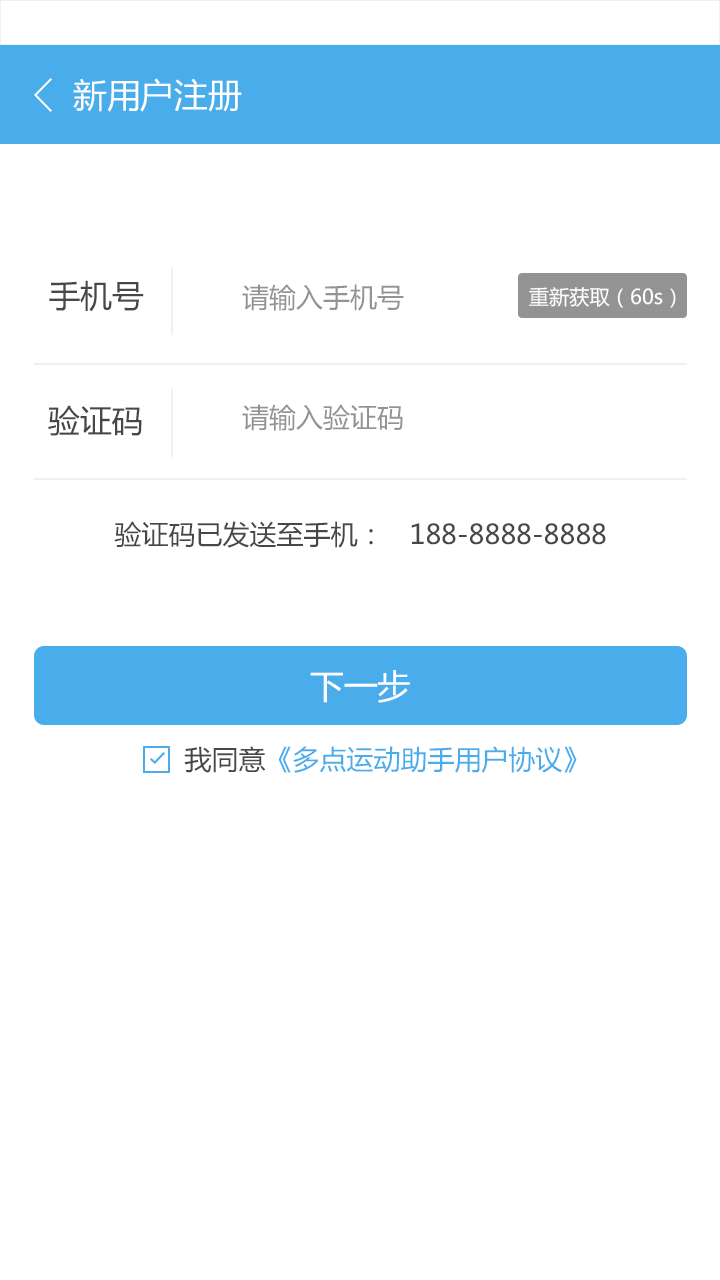 新用户注册
手机号 请输入手机号 重新获取（60s）
验证码 请输入验证码
验证码已发送至手机： 188-8888-8888
下一步
我同意《多点运动助手用户协议》